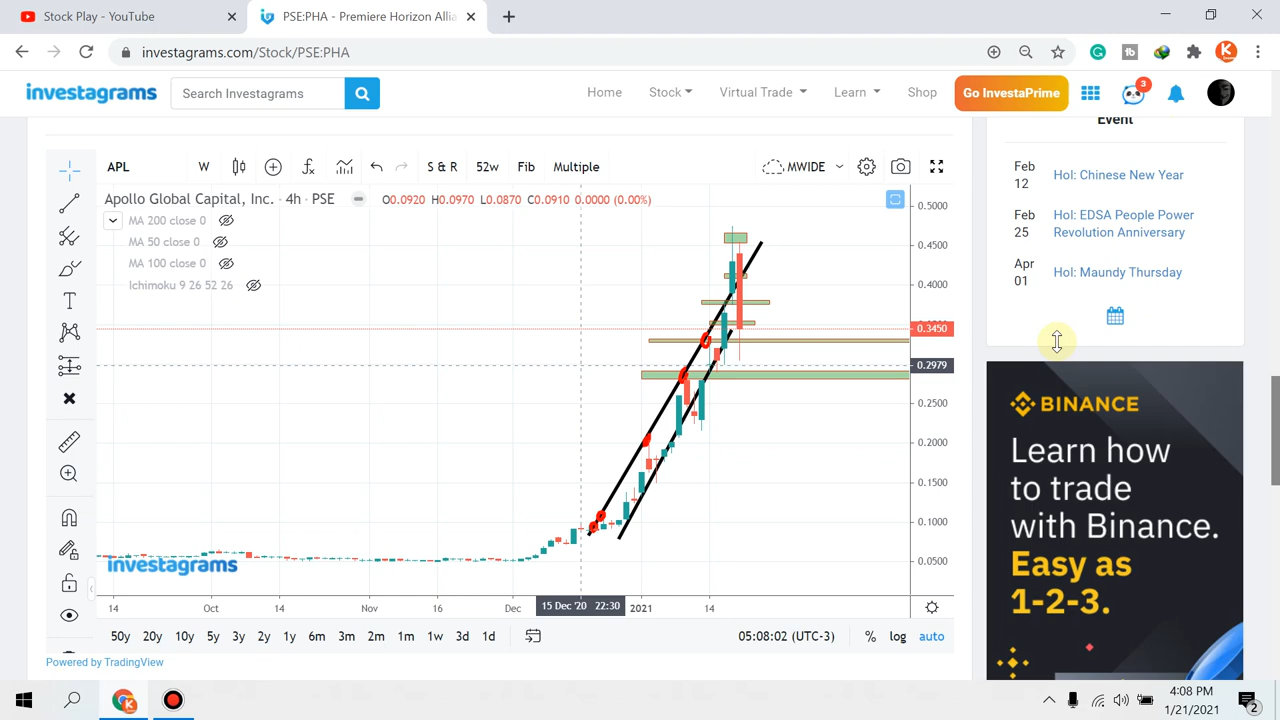 Stock Play - YouTube
PSE:PHA - Premiere Horizon Allia
investagrams.com/Stock/PSE:PHA
investagrams
Search Investagrams
Home
Stock
Virtual Trade
Learn
Shop
Go InvestaPrime
3
APL
W
S & R
52w
Fib
Multiple
MWIDE
Apollo Global Capital, Inc. · 4h · PSE
O0.0920 H0.0970 L0.0870 C0.0910 0.0000 (0.00%)
MA 200 close 0
MA 50 close 0
MA 100 close 0
Ichimoku 9 26 52 26
0.5000
0.4500
0.4000
0.3450
0.2979
0.2500
0.2000
0.1500
0.1000
0.0500
investagrams
14
Oct
14
Nov
16
Dec
15 Dec '20 22:30
2021
14
50y
20y
10y
5y
3y
2y
1y
6m
3m
2m
1m
1w
3d
1d
05:08:02 (UTC-3)
%
log
auto
Powered by TradingView
Event
Feb 12
Hol: Chinese New Year
Feb 25
Hol: EDSA People Power
Revolution Anniversary
Apr 01
Hol: Maundy Thursday
BINANCE
Learn how
to trade
with Binance.
Easy as
1-2-3.
4:08 PM
1/21/2021
2